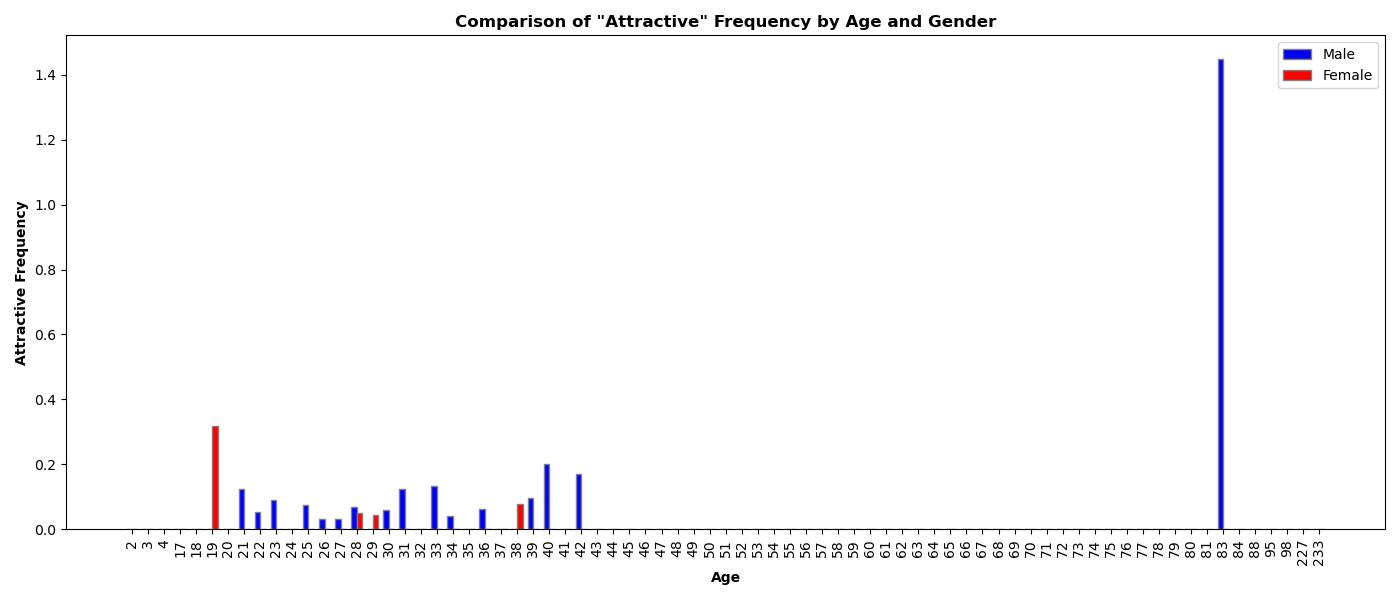 Comparison of "Attractive" Frequency by Age and Gender
Male
Female
Attractive Frequency
1.4
1.2
1.0
0.8
0.6
0.4
0.2
0.0
2 3 4 17 18 19 20 21 22 23 24 25 26 27 28 29 30 31 32 33 34 35 36 37 38 39 40 41 42 43 44 45 46 47 48 49 50 51 52 53 54 55 56 57 58 59 60 61 62 63 64 65 66 67 68 69 70 71 72 73 74 75 76 77 78 79 80 81 83 84 88 95 98 227 233
Age